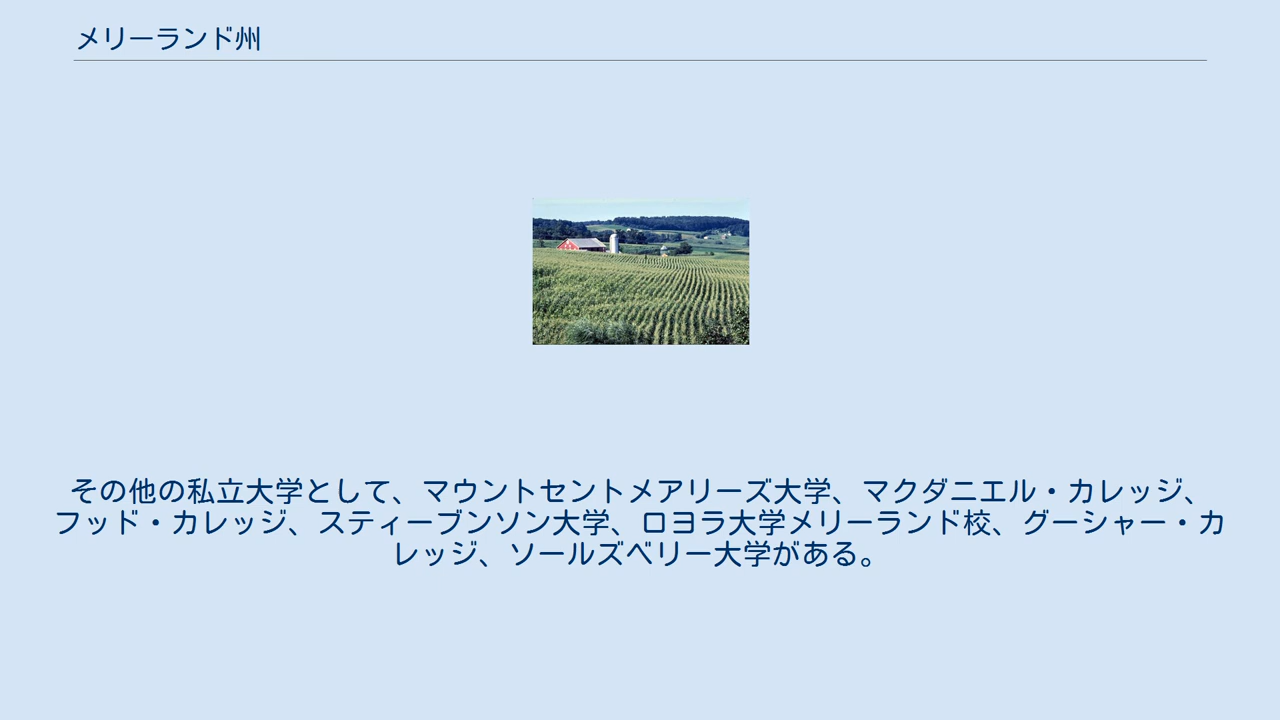 メリーランド州
その他の私立大学として、マウントセントメアリーズ大学、マクダニエル・カレッジ、
フッド・カレッジ、スティーブンソン大学、ロヨラ大学メリーランド校、グーシャー・カ
レッジ、ソールズベリー大学がある。